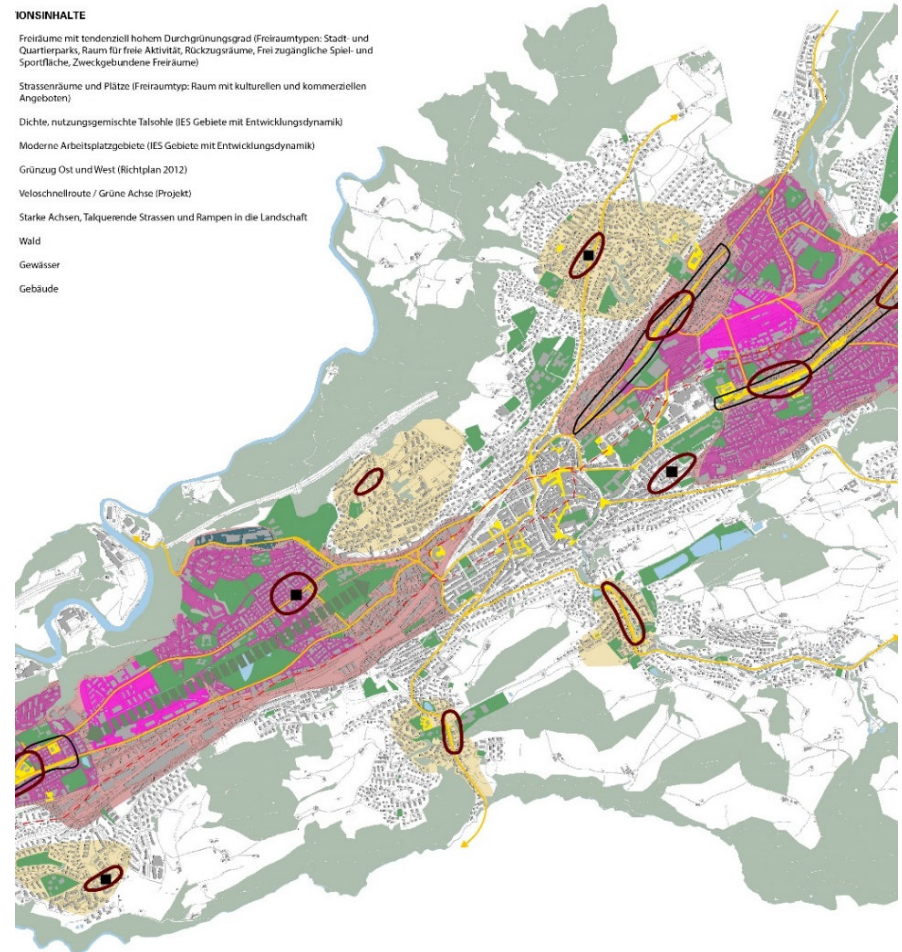 IONSINHALTE
Freiräume mit tendenziell hohem Durchgrünungsgrad (Freiraumtypen: Stadt- und
Quartierparks, Raum für freie Aktivität, Rückzugsräume, Frei zugängliche Spiel- und
Sportfläche, Zweckgebundene Freiräume)
Strassenräume und Plätze (Freiraumtyp: Raum mit kulturellen und kommerziellen
Angeboten)
Dichte, nutzungsgemischte Talsohle (IES Gebiete mit Entwicklungsdynamik)
Moderne Arbeitsplatzgebiete (IES Gebiete mit Entwicklungsdynamik)
Grünzug Ost und West (Richtplan 2012)
Veloschnellroute / Grüne Achse (Projekt)
Starke Achsen, Talquerende Strassen und Rampen in die Landschaft
Wald
Gewässer
Gebäude